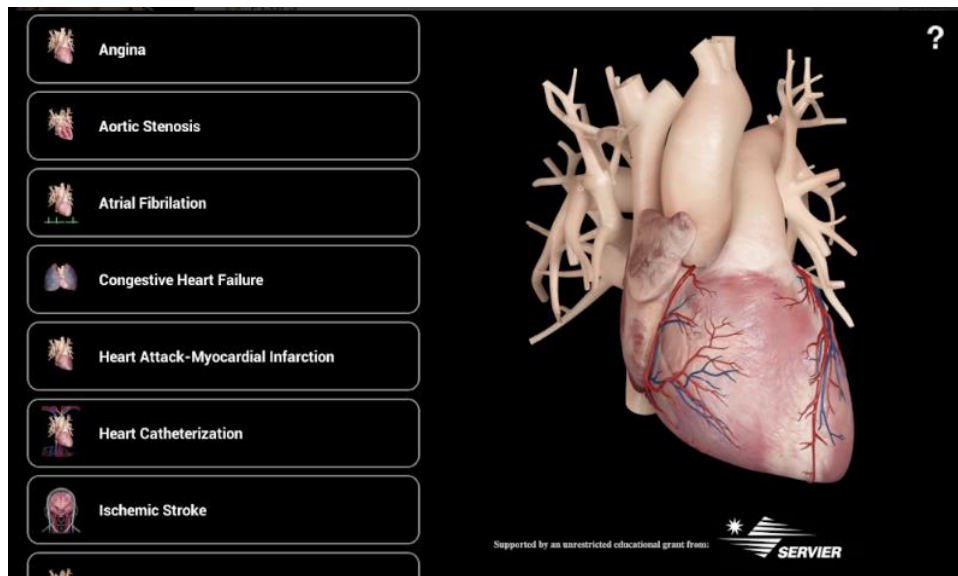 Angina
?
Aortic Stenosis
Atrial Fibrilation
Congestive Heart Failure
Heart Attack-Myocardial Infarction
Heart Catheterization
Ischemic Stroke
Supported by an unrestricted educational grant from:
SERVIER